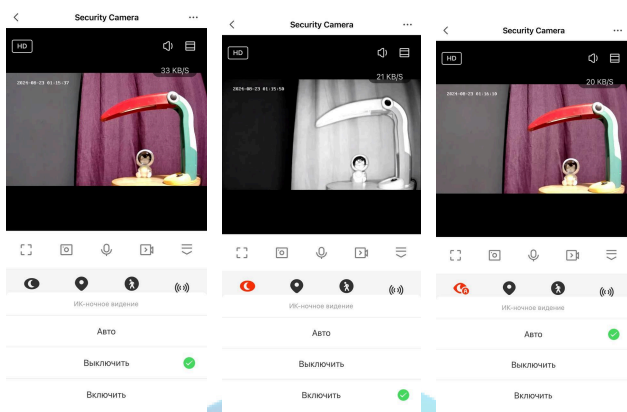 Security Camera
HD
33 KB/S
2024-08-23 01:15:37
ИК-ночное видение
Авто
Выключить
Включить
Security Camera
HD
21 KB/S
2024-08-23 01:15:50
ИК-ночное видение
Авто
Выключить
Включить
Security Camera
HD
20 KB/S
2024-08-23 01:16:20
ИК-ночное видение
Авто
Выключить
Включить